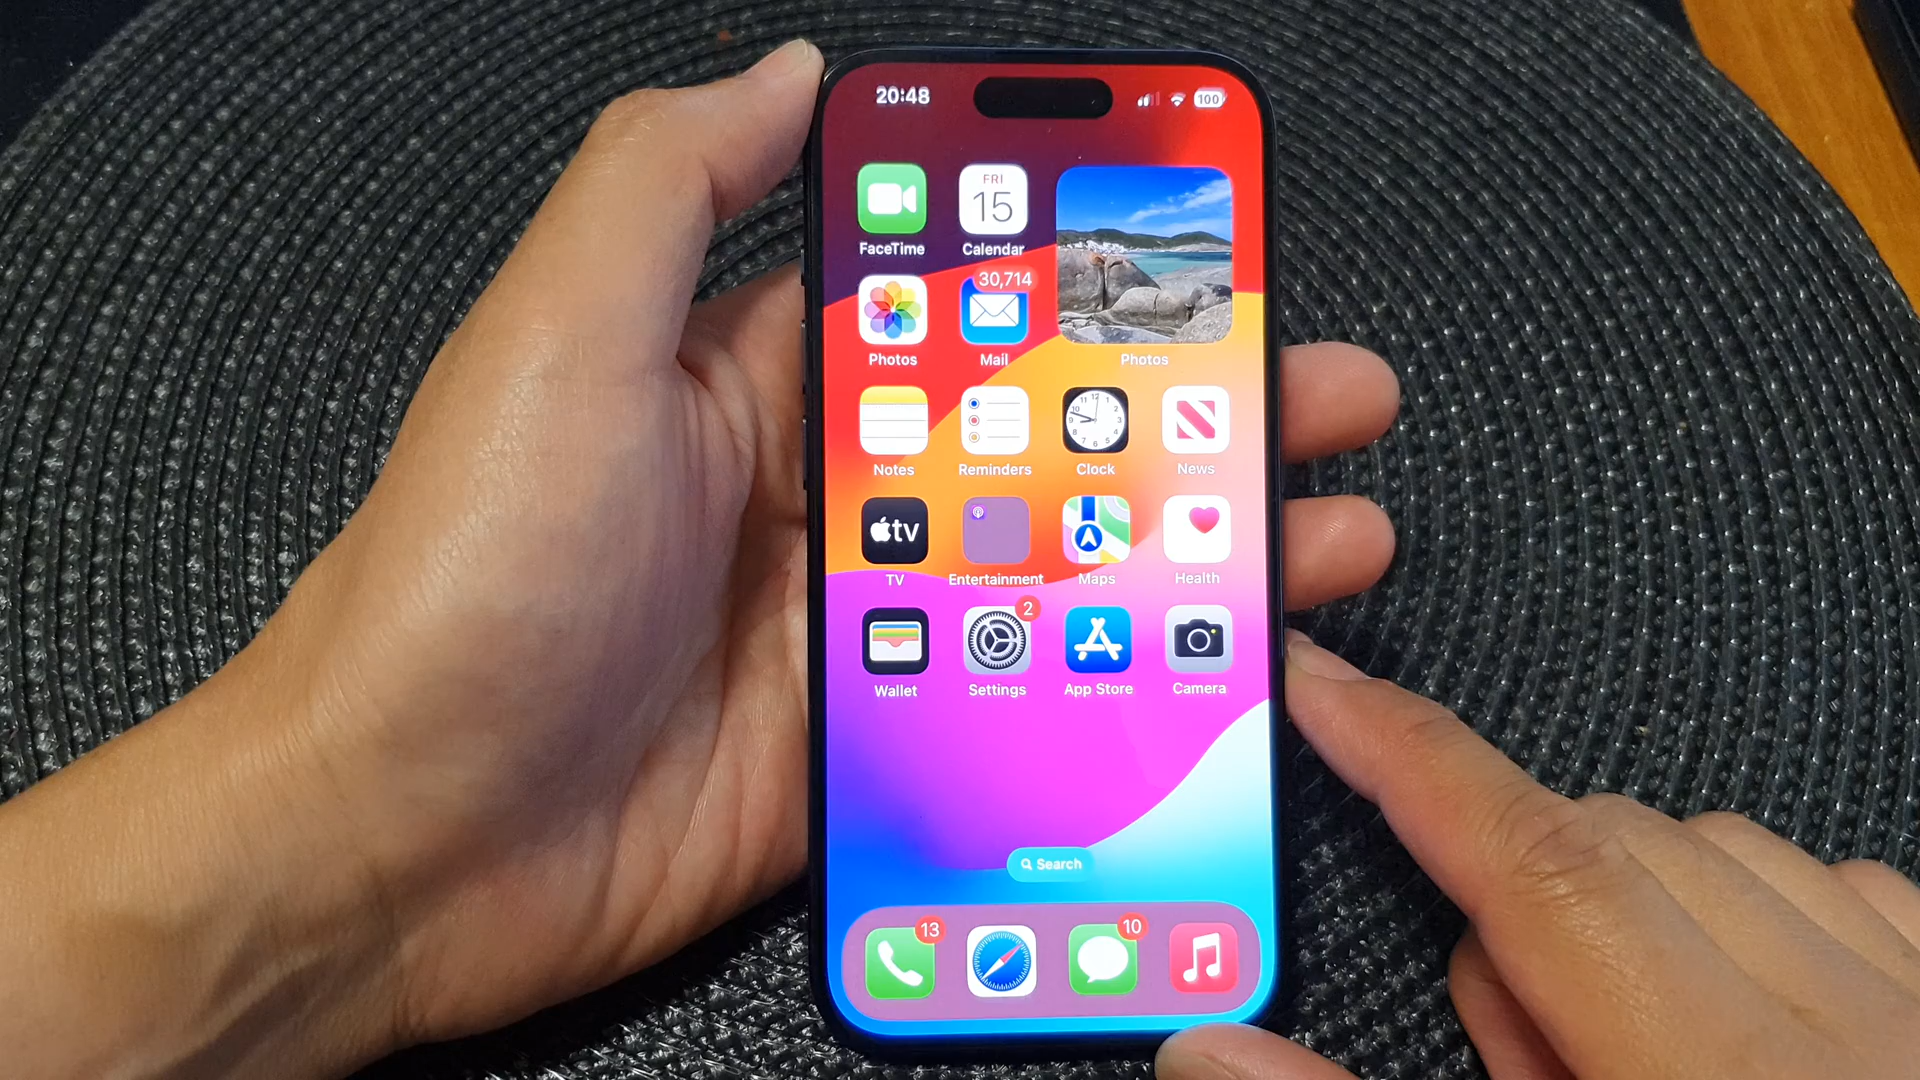 20:48
100
FRI
15
FaceTime
Calendar
30,714
Photos
Mail
Photos
Notes
Reminders
Clock
News
tv
TV
Entertainment
Maps
Health
2
Wallet
Settings
App Store
Camera
Search
13
10